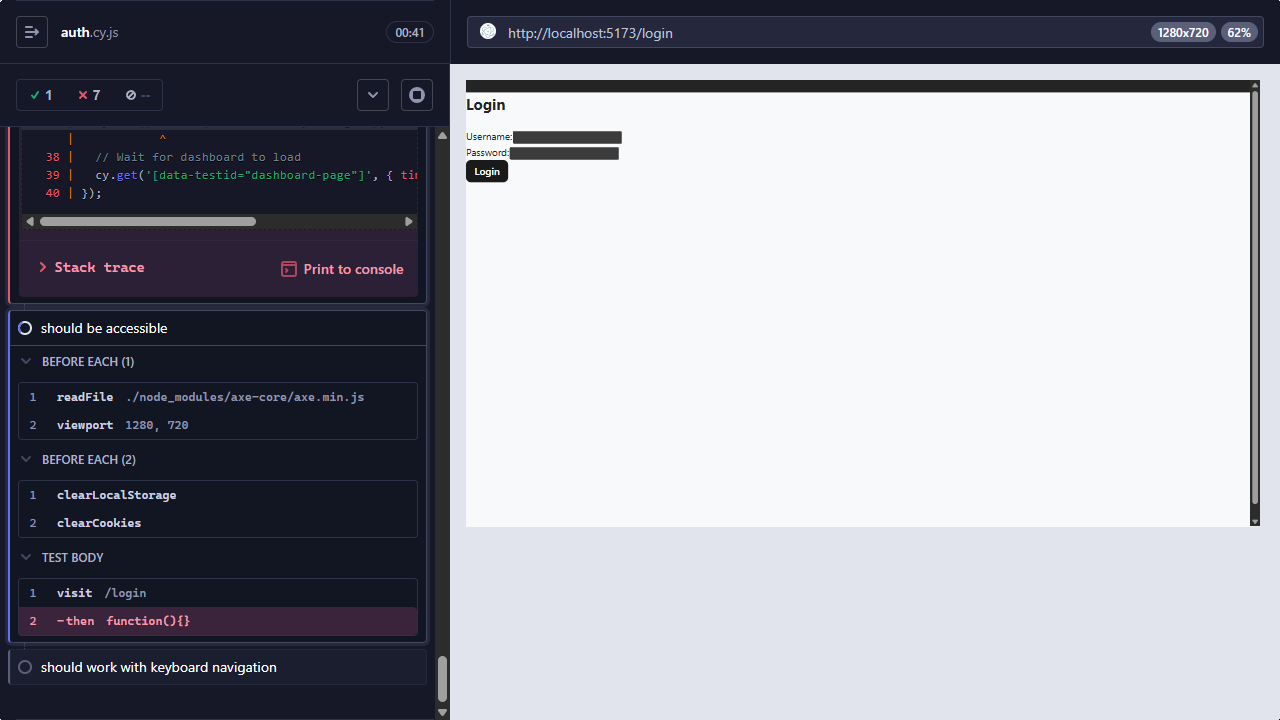 auth.cy.js
00:41
1 7 --
| ^
38 | // Wait for dashboard to load
39 | cy.get('[data-testid="dashboard-page"]', { tim
40 | });
Stack trace
Print to console
should be accessible
BEFORE EACH (1)
1 readFile ./node_modules/axe-core/axe.min.js
2 viewport 1280, 720
BEFORE EACH (2)
1 clearLocalStorage
2 clearCookies
TEST BODY
1 visit /login
2 -then function(){}
should work with keyboard navigation
http://localhost:5173/login
1280x720
62%
Login
Username:
Password:
Login